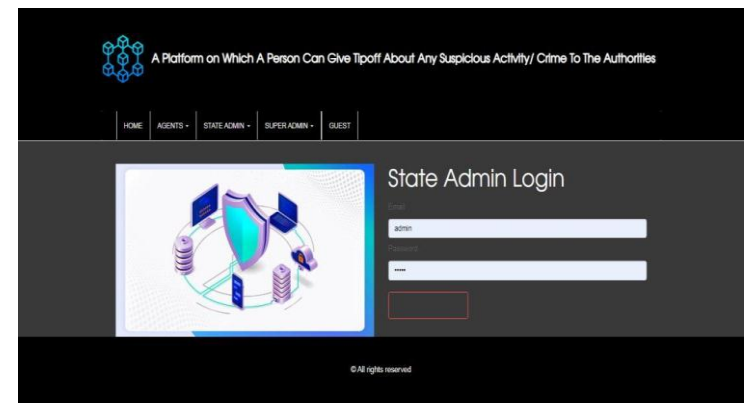 A Platform on Which A Person Can Give Tipoff About Any Suspicious Activity/ Crime To The Authorities
HOME AGENTS STATE ADMIN SUPER ADMIN GUEST
State Admin Login
Email
admin
Password
•••••
© All rights reserved